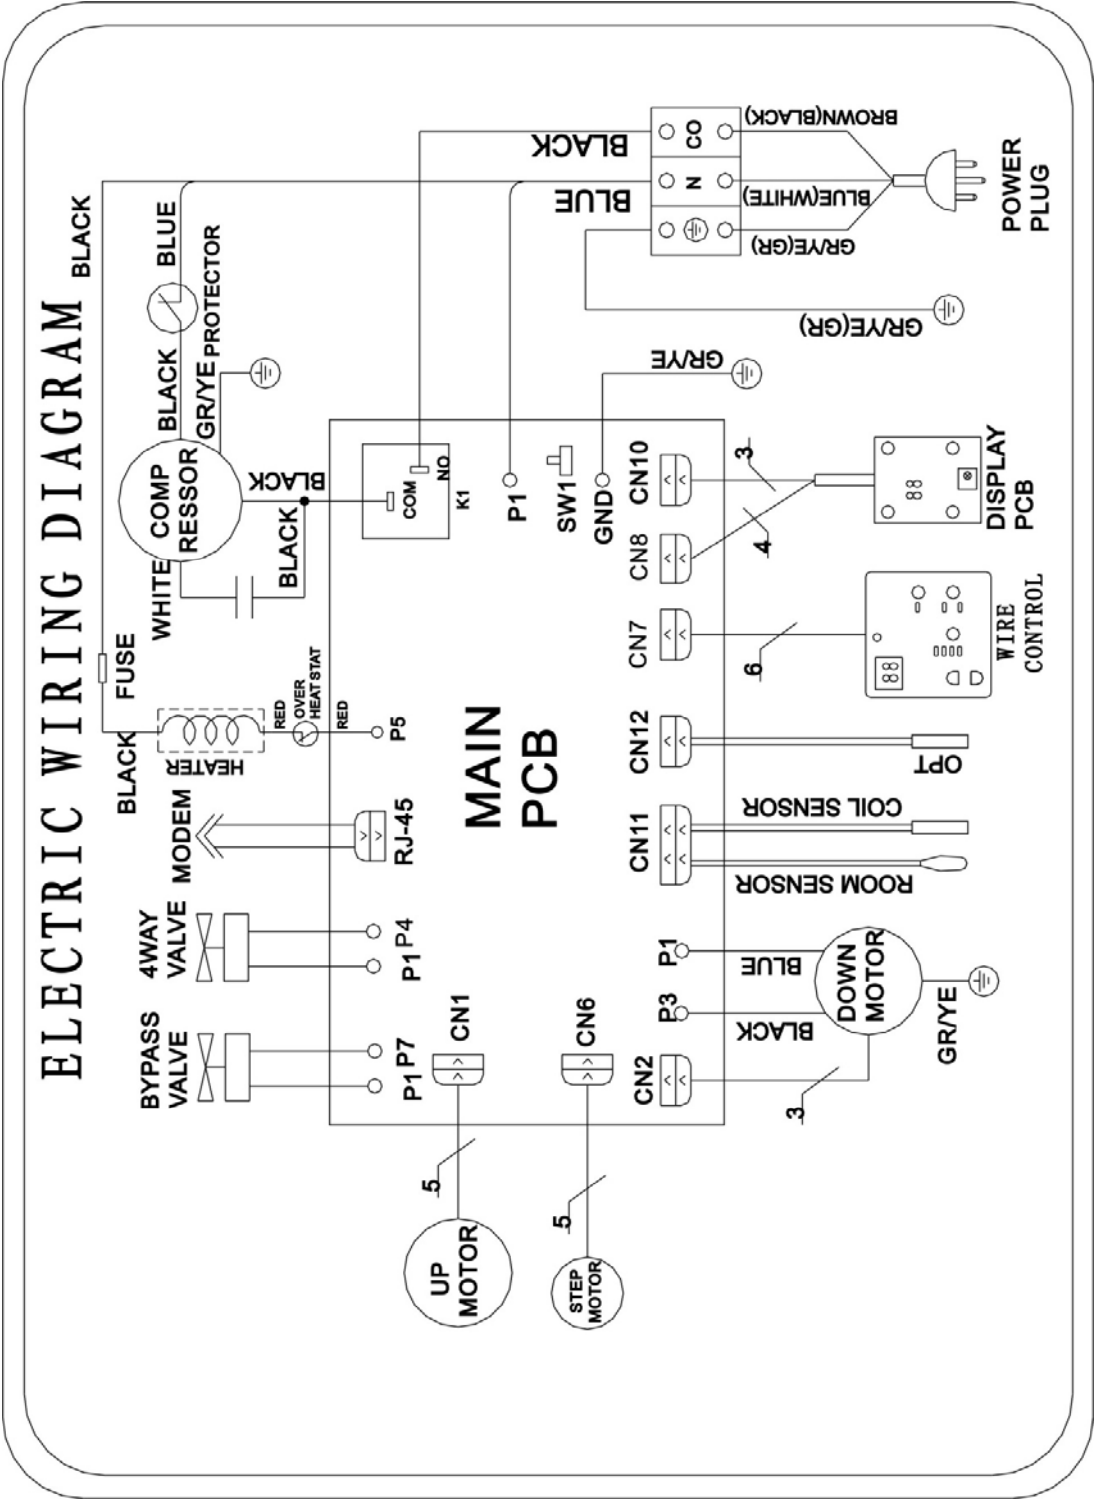 ELECTRIC WIRING DIAGRAM
BYPASS
VALVE
4WAY
VALVE
MODEM
BLACK
FUSE
HEATER
RED
OVER
HEAT STAT
RED
WHITE
COMP
RESSOR
BLACK
BLACK
BLACK
GR/YE
PROTECTOR
BLUE
BLACK
P1
P7
P1
P4
RJ-45
P5
COM
NO
K1
CN1
CN6
UP
MOTOR
5
STEP
MOTOR
5
MAIN
PCB
P1
SW1
GND
GR/YE
BLACK
BLUE
CO
N
BROWN(BLACK)
BLUE(WHITE)
GR/YE(GR)
GR/YE(GR)
POWER
PLUG
CN2
P3
P1
CN11
CN12
CN7
CN8
CN10
3
BLACK
BLUE
DOWN
MOTOR
GR/YE
ROOM SENSOR
COIL SENSOR
OPT
6
WIRE
CONTROL
4
3
DISPLAY
PCB